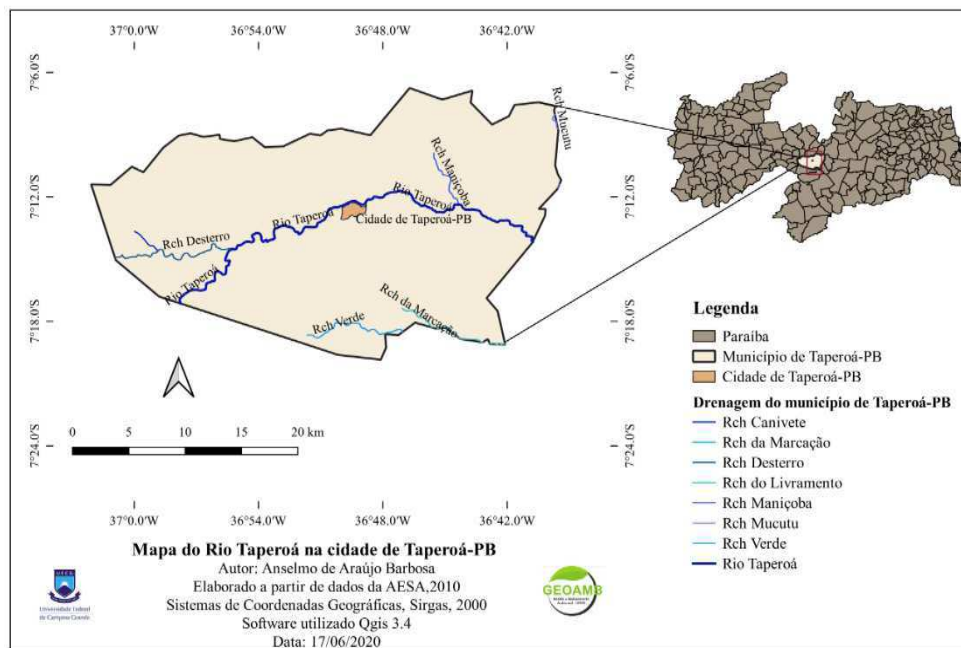 37°0.0'W 36°54.0'W 36°48.0'W 36°42.0'W
7°6.0'S
7°12.0'S
7°18.0'S
7°24.0'S
7°6.0'S
7°12.0'S
7°18.0'S
7°24.0'S
Rch Mucutu
Rch Maniçoba
Rio Taperoá
Rio Taperoá
Cidade de Taperoá-PB
Rch Desterro
Rio Taperoá
Rch da Marcação
Rch Verde
0 5 10 15 20 km
37°0.0'W 36°54.0'W 36°48.0'W 36°42.0'W
Legenda
Paraíba
Município de Taperoá-PB
Cidade de Taperoá-PB
Drenagem do município de Taperoá-PB
Rch Canivete
Rch da Marcação
Rch Desterro
Rch do Livramento
Rch Maniçoba
Rch Mucutu
Rch Verde
Rio Taperoá
Mapa do Rio Taperoá na cidade de Taperoá-PB
Autor: Anselmo de Araújo Barbosa
Elaborado a partir de dados da AESA,2010
Sistemas de Coordenadas Geográficas, Sirgas, 2000
Software utilizado Qgis 3.4
Data: 17/06/2020
Universidade Federal
de Campina Grande
GEOAMB